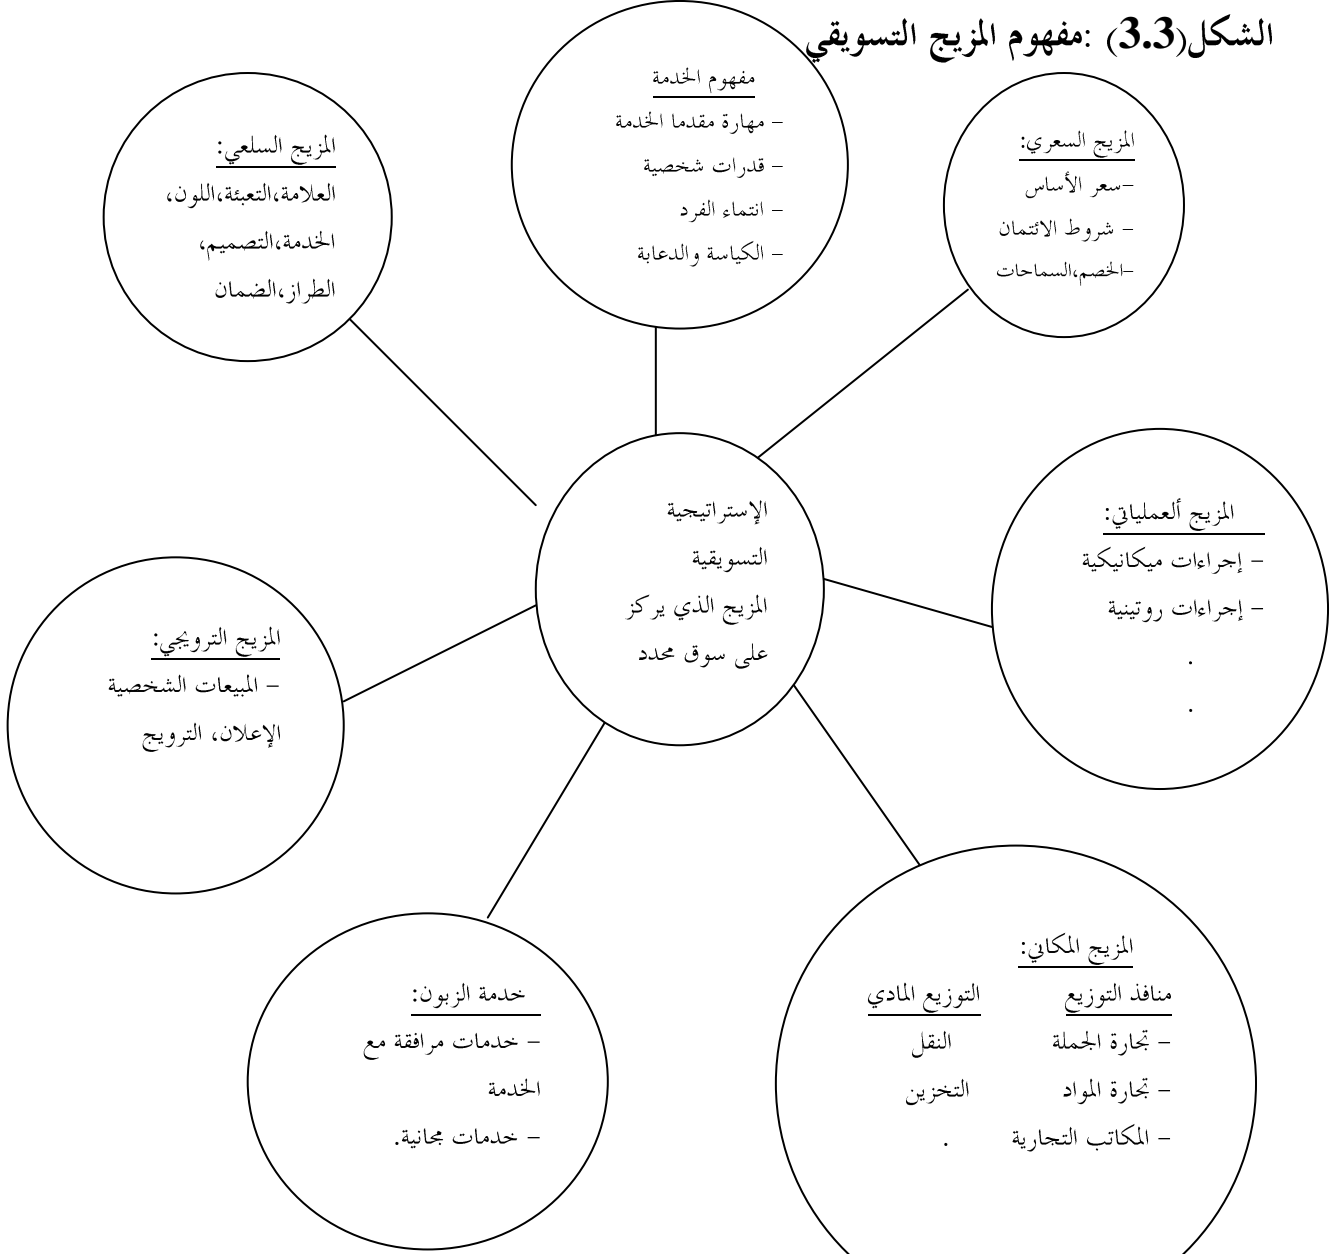 الشكل(3.3) :مفهوم المزيج التسويقي
مفهوم الخدمة
– مهارة مقدما الخدمة
– قدرات شخصية
– انتماء الفرد
– الكياسة والدعابة
المزيج السعري:
–سعر الأساس
– شروط الائتمان
–الخصم،السماحات
المزيج السلعي:
العلامة،التعبئة،اللون،
الخدمة،التصميم،
الطراز،الضمان
الإستراتيجية
التسويقية
المزيج الذي يركز
على سوق محدد
المزيج ألعملياتي:
– إجراءات ميكانيكية
– إجراءات روتينية
.
.
المزيج الترويجي:
– المبيعات الشخصية
الإعلان، الترويج
المزيج المكاني:
منافذ التوزيع التوزيع المادي
– تجارة الجملة النقل
– تجارة المواد التخزين
– المكاتب التجارية .
خدمة الزبون:
– خدمات مرافقة مع
الخدمة
– خدمات مجانية.